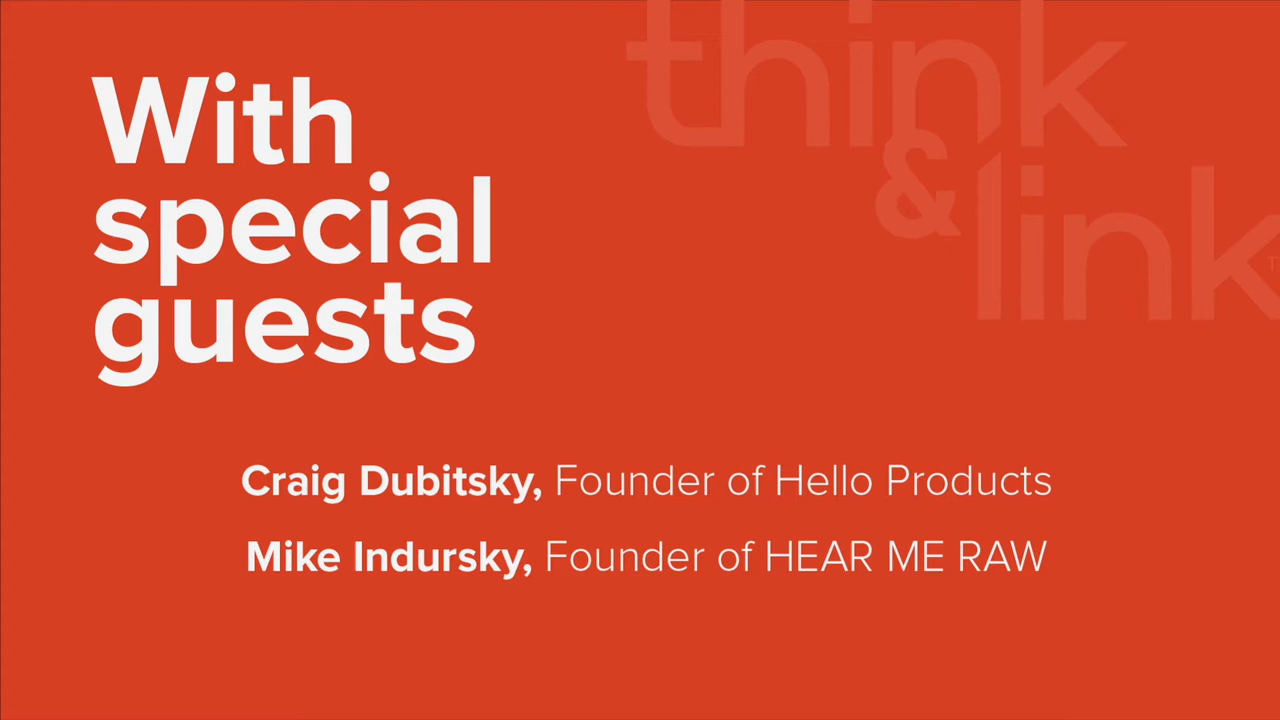 think
&
link
With
special
guests
Craig Dubitsky, Founder of Hello Products
Mike Indursky, Founder of HEAR ME RAW